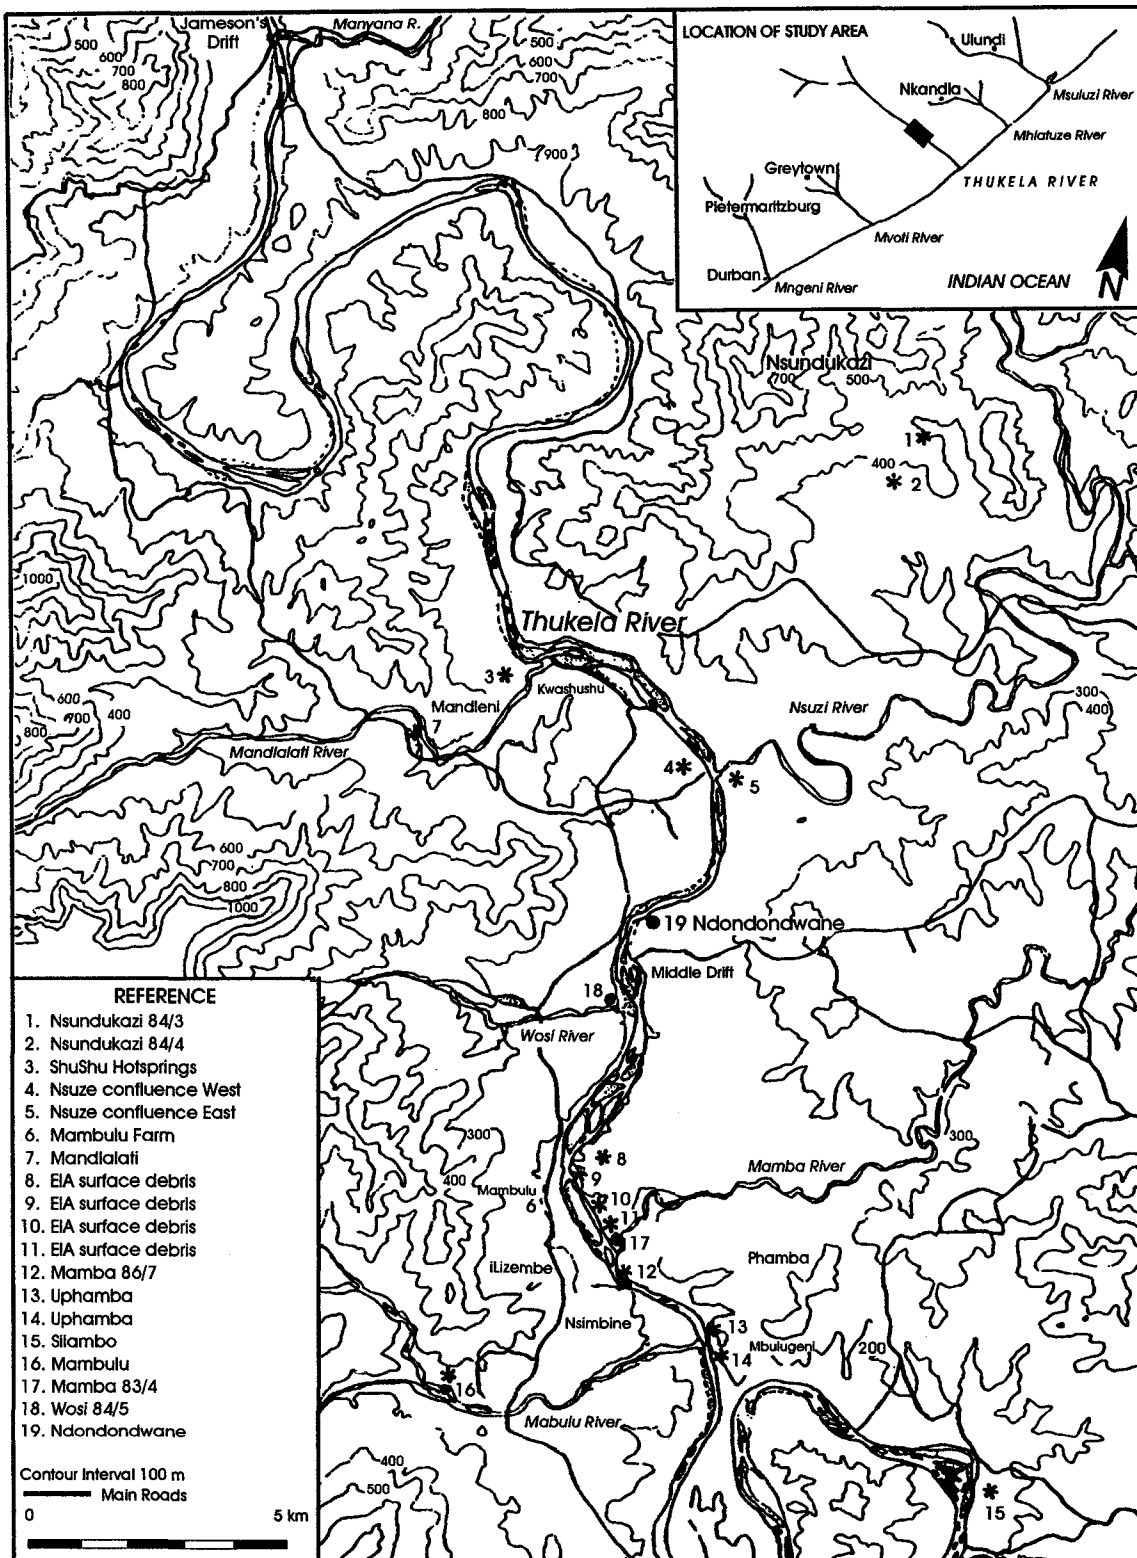 Jameson's
Drift
Manyana R.
500
600
700
800
500
600
700
800
900
LOCATION OF STUDY AREA
Ulundi
Nkandla
Msuluzi River
Mhlatuze River
Greytown
THUKELA RIVER
Pietermaritzburg
Mvoti River
Durban
Mngeni River
INDIAN OCEAN
N
Nsundukazi
700
500
1
400
2
1000
Thukela River
3
Kwashushu
600
700
400
800
Mandleni
7
Mandlalati River
Nsuzi River
300
400
4
5
600
700
800
1000
19 Ndondondwane
Middle Drift
18
Wosi River
300
400
Mambulu
6
8
9
10
11
17
12
Mamba River
300
iLizembe
Phamba
Nsimbine
13
Mbulugeni
14
200
16
Mabulu River
400
500
15
REFERENCE
1. Nsundukazi 84/3
2. Nsundukazi 84/4
3. ShuShu Hotsprings
4. Nsuze confluence West
5. Nsuze confluence East
6. Mambulu Farm
7. Mandlalati
8. EIA surface debris
9. EIA surface debris
10. EIA surface debris
11. EIA surface debris
12. Mamba 86/7
13. Uphamba
14. Uphamba
15. Silambo
16. Mambulu
17. Mamba 83/4
18. Wosi 84/5
19. Ndondondwane
Contour Interval 100 m
Main Roads
0 5 km